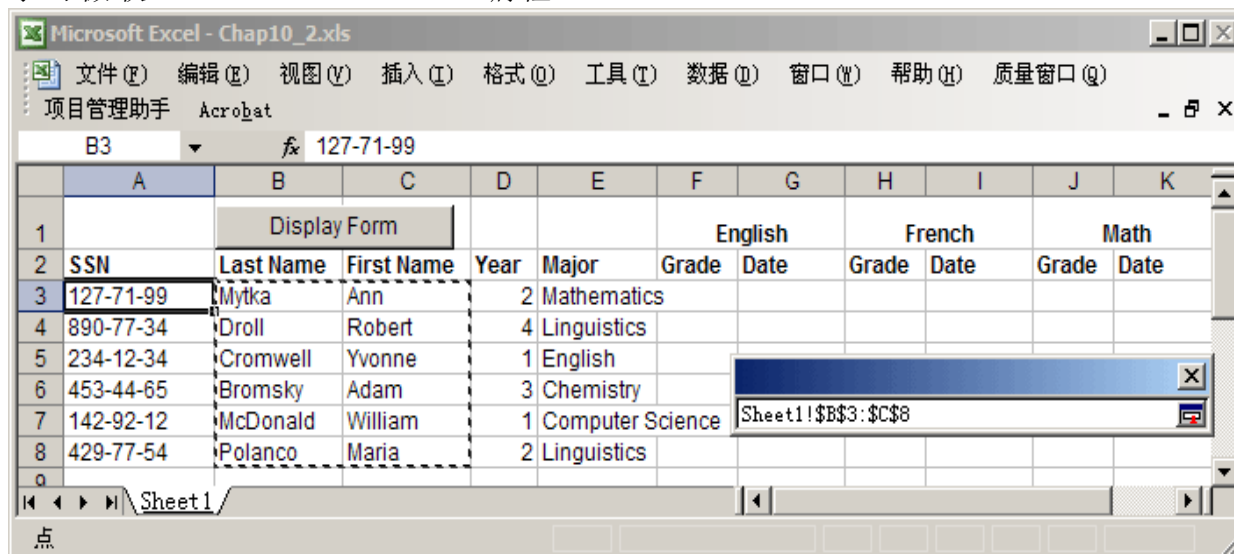 Microsoft Excel - Chap10_2.xls
文件(F) 编辑(E) 视图(V) 插入(I) 格式(O) 工具(T) 数据(D) 窗口(W) 帮助(H) 质量窗口(Q)
项目管理助手 Acrobat
B3 fx 127-71-99
A B C D E F G H I J K
1 Display Form English French Math
2 SSN Last Name First Name Year Major Grade Date Grade Date Grade Date
3 127-71-99 Mytka Ann 2 Mathematics
4 890-77-34 Droll Robert 4 Linguistics
5 234-12-34 Cromwell Yvonne 1 English
6 453-44-65 Bromsky Adam 3 Chemistry
7 142-92-12 McDonald William 1 Computer Science
Sheet1!$B$3:$C$8
8 429-77-54 Polanco Maria 2 Linguistics
9
Sheet1
点